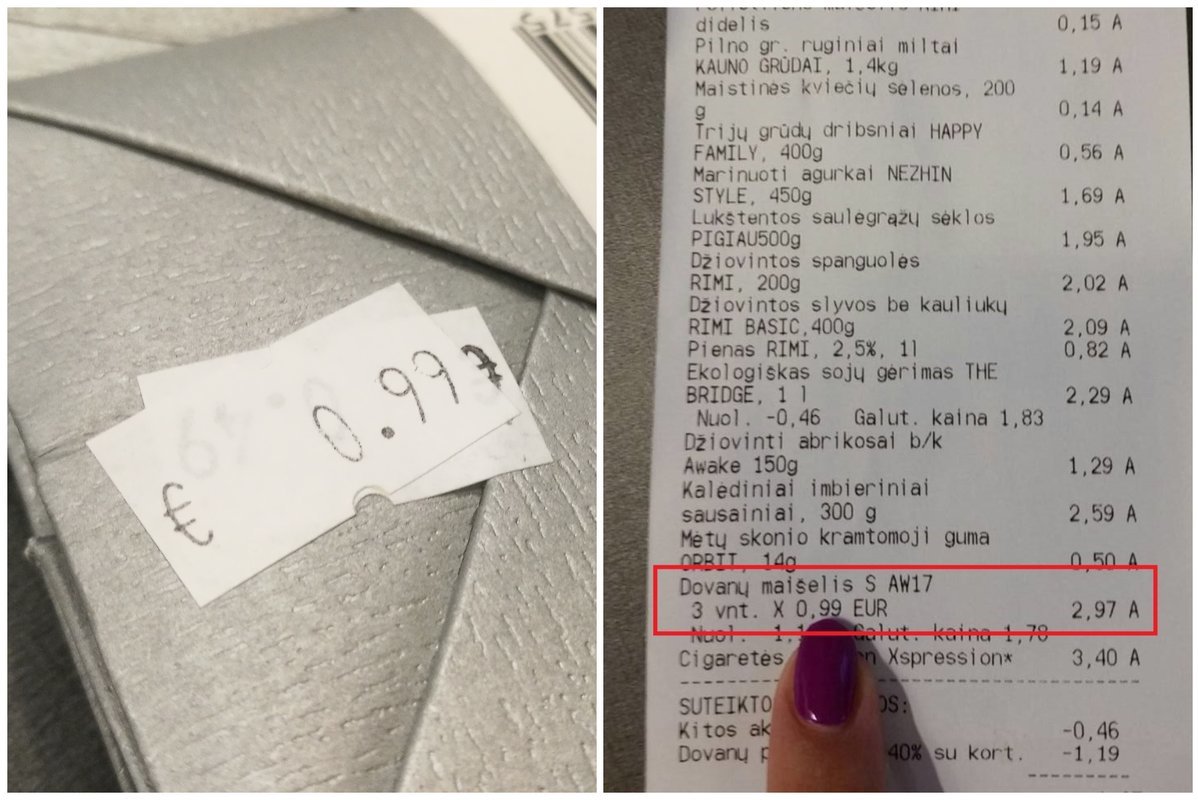 0.99
€
didelis 0,15 A
Pilno gr. ruginiai miltai
KAUNO GRŪDAI, 1,4kg 1,19 A
Maistinės kviečių sėlenos, 200
g 0,14 A
Trijų grūdų dribsniai HAPPY
FAMILY, 400g 0,56 A
Marinuoti agurkai NEZHIN
STYLE, 450g 1,69 A
Lukštentos saulėgrąžų sėklos
PIGIAU500g 1,95 A
Džiovintos spanguolės
RIMI, 200g 2,02 A
Džiovintos slyvos be kauliukų
RIMI BASIC,400g 2,09 A
Pienas RIMI, 2,5%, 1l 0,82 A
Ekologiškas sojų gėrimas THE
BRIDGE, 1 l 2,29 A
Nuol. -0,46 Galut. kaina 1,83
Džiovinti abrikosai b/k
Awake 150g 1,29 A
Kalėdiniai imbieriniai
sausainiai, 300 g 2,59 A
Mėtų skonio kramtomoji guma
ORBIT, 14g 0,50 A
Dovanų maišelis S AW17
3 vnt. X 0,99 EUR 2,97 A
Nuol. Galut. kaina 1,78
Cigaretės Xspression* 3,40 A
SUTEIKTO
Kitos -0,46
Dovanų 40% su kort. -1,19